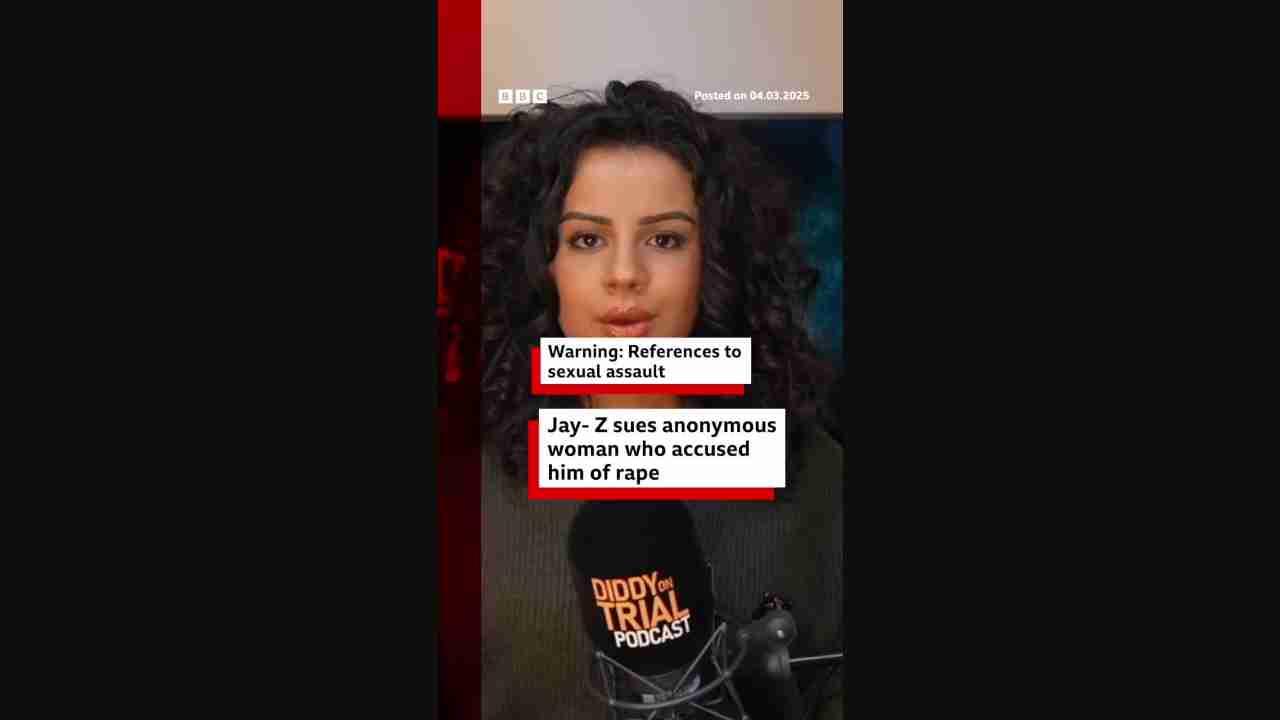 BBC
Posted on 04.03.2025
Warning: References to
sexual assault
Jay- Z sues anonymous
woman who accused
him of rape
DIDDY ON
TRIAL
PODCAST